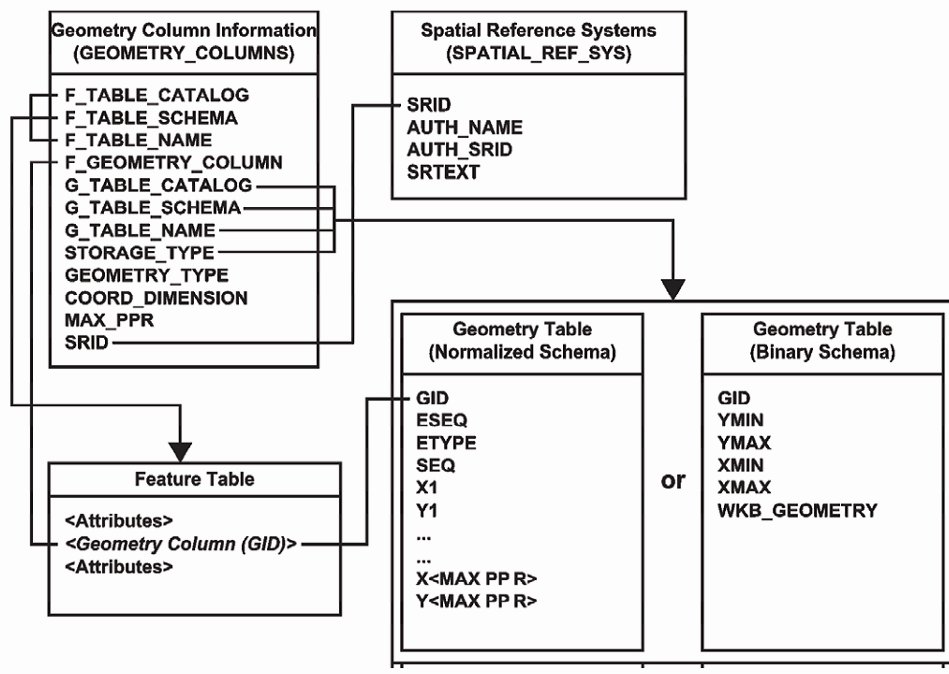 Geometry Column Information
(GEOMETRY_COLUMNS)
F_TABLE_CATALOG
F_TABLE_SCHEMA
F_TABLE_NAME
F_GEOMETRY_COLUMN
G_TABLE_CATALOG
G_TABLE_SCHEMA
G_TABLE_NAME
STORAGE_TYPE
GEOMETRY_TYPE
COORD_DIMENSION
MAX_PPR
SRID
Spatial Reference Systems
(SPATIAL_REF_SYS)
SRID
AUTH_NAME
AUTH_SRID
SRTEXT
Feature Table
<Attributes>
<Geometry Column (GID)>
<Attributes>
Geometry Table
(Normalized Schema)
GID
ESEQ
ETYPE
SEQ
X1
Y1
...
...
X<MAX PP R>
Y<MAX PP R>
or
Geometry Table
(Binary Schema)
GID
YMIN
YMAX
XMIN
XMAX
WKB_GEOMETRY